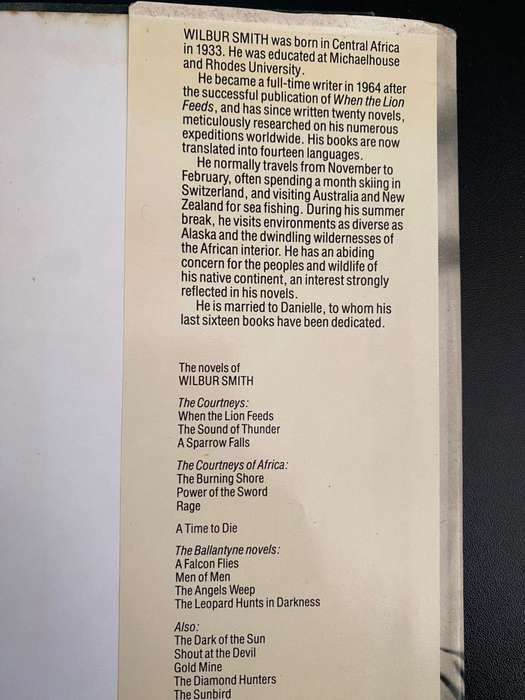 WILBUR SMITH was born in Central Africa
in 1933. He was educated at Michaelhouse
and Rhodes University.
He became a full-time writer in 1964 after
the successful publication of When the Lion
Feeds, and has since written twenty novels,
meticulously researched on his numerous
expeditions worldwide. His books are now
translated into fourteen languages.
He normally travels from November to
February, often spending a month skiing in
Switzerland, and visiting Australia and New
Zealand for sea fishing. During his summer
break, he visits environments as diverse as
Alaska and the dwindling wildernesses of
the African interior. He has an abiding
concern for the peoples and wildlife of
his native continent, an interest strongly
reflected in his novels.
He is married to Danielle, to whom his
last sixteen books have been dedicated.
The novels of
WILBUR SMITH
The Courtneys:
When the Lion Feeds
The Sound of Thunder
A Sparrow Falls
The Courtneys of Africa:
The Burning Shore
Power of the Sword
Rage
A Time to Die
The Ballantyne novels:
A Falcon Flies
Men of Men
The Angels Weep
The Leopard Hunts in Darkness
Also:
The Dark of the Sun
Shout at the Devil
Gold Mine
The Diamond Hunters
The Sunbird